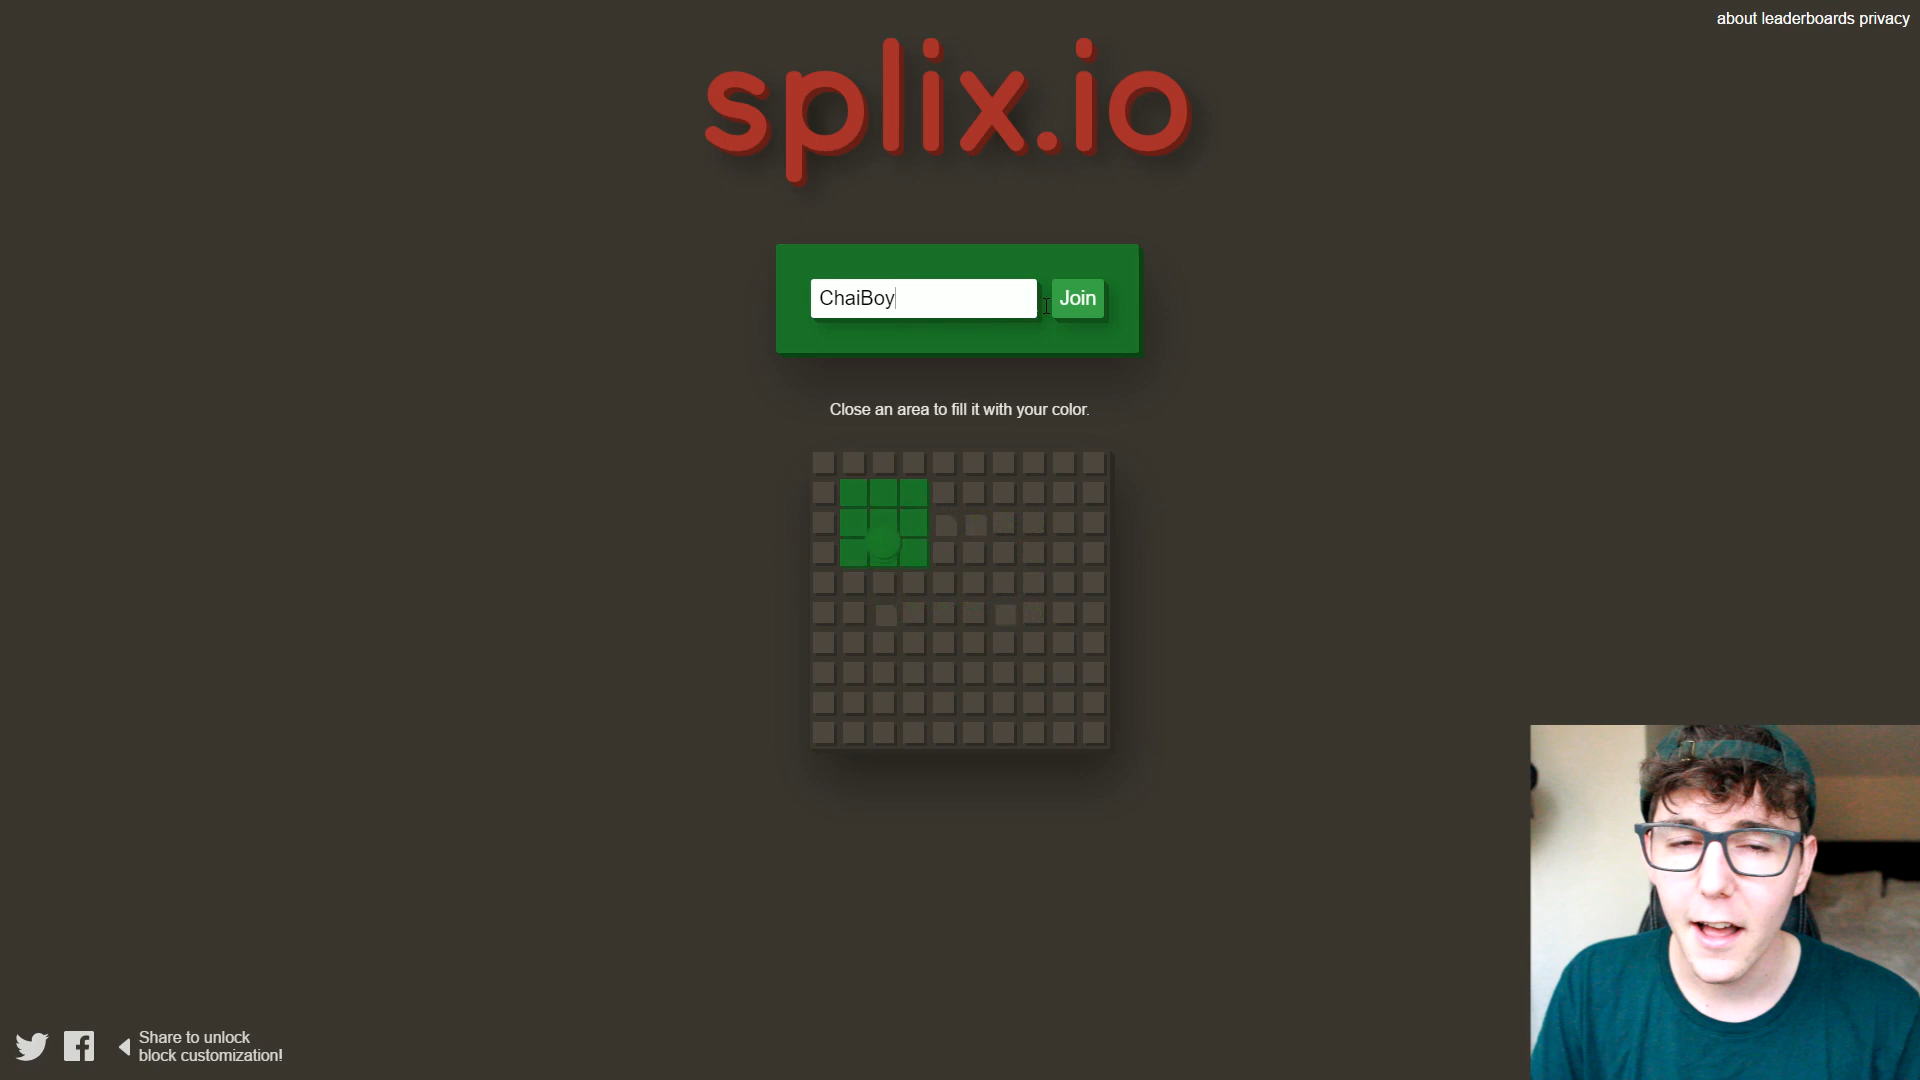 about leaderboards privacy
splix.io
ChaiBoy
Join
Close an area to fill it with your color.
Share to unlock
block customization!